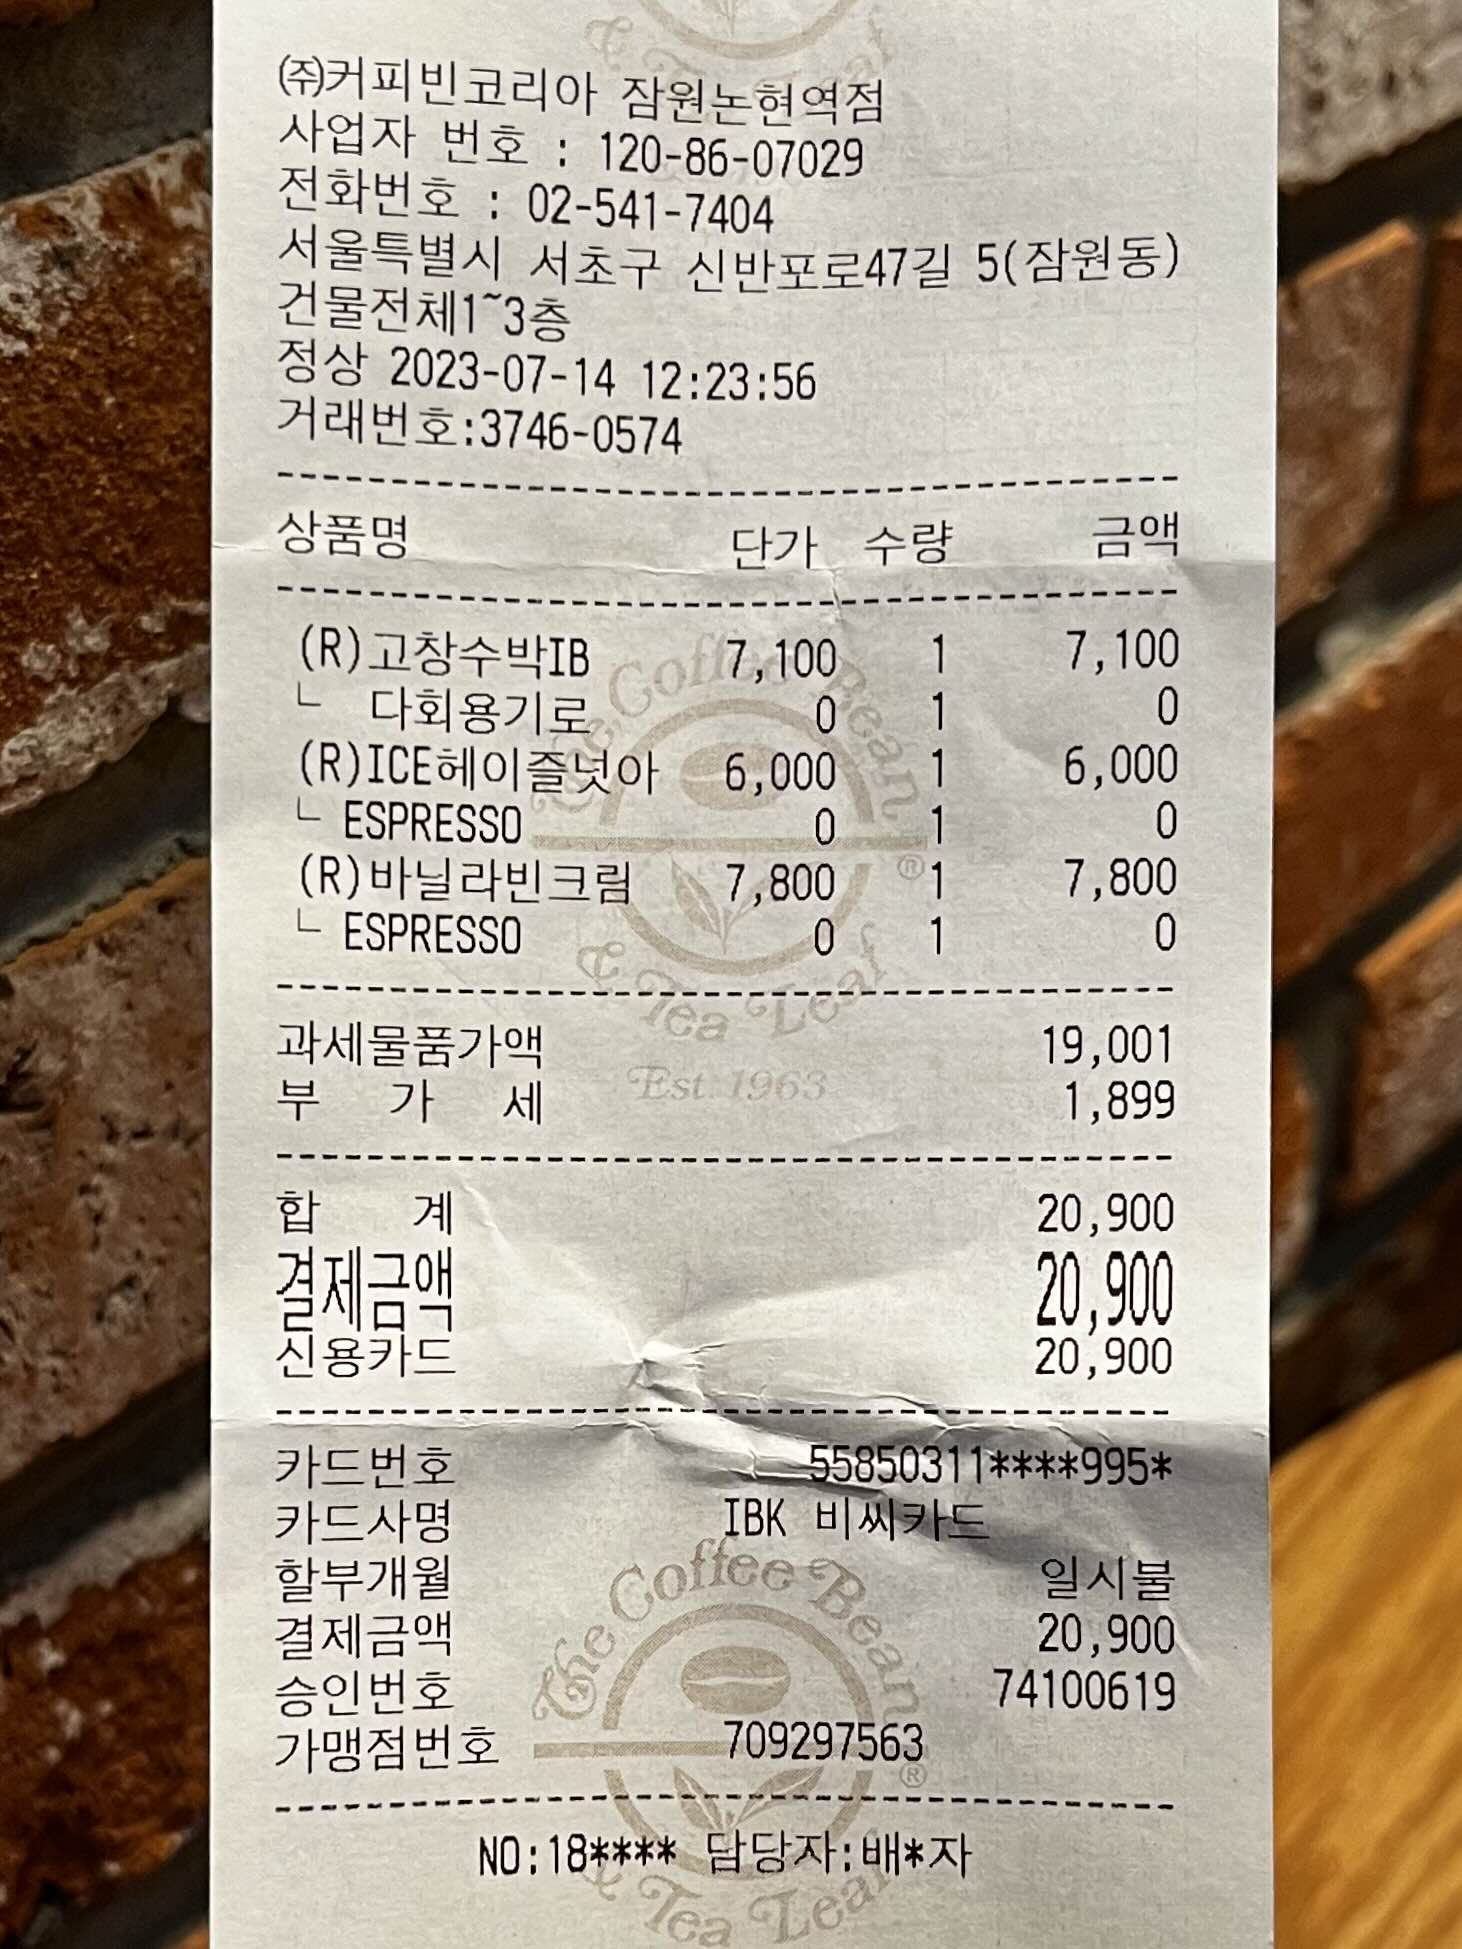 & Tea Leaf
㈜커피빈코리아 잠원논현역점
사업자 번호 : 120-86-07029
전화번호 : 02-541-7404
서울특별시 서초구 신반포로47길 5(잠원동)
건물전체1~3층
정상 2023-07-14 12:23:56
거래번호:3746-0574
상품명 단가 수량 금액
(R)고창수박IB 7,100 1 7,100
└ 다회용기로 0 1 0
(R)ICE헤이즐넛아 6,000 1 6,000
└ ESPRESSO 0 1 0
(R)바닐라빈크림 7,800 1 7,800
└ ESPRESSO 0 1 0
The Coffee Bean
®
& Tea Leaf
Est. 1963
과세물품가액 19,001
부 가 세 1,899
합 계 20,900
결제금액 20,900
신용카드 20,900
카드번호 55850311****995*
카드사명 IBK 비씨카드
할부개월 일시불
결제금액 20,900
승인번호 74100619
가맹점번호 709297563
The Coffee Bean
®
& Tea Leaf
NO:18**** 담당자:배*자